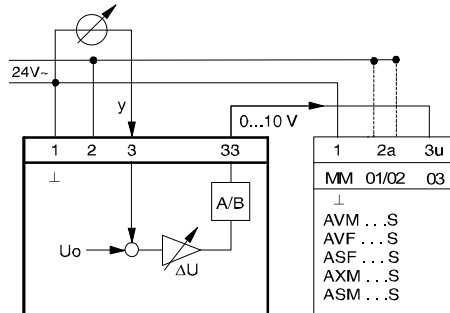 24V~
y
0...10 V
1 2 3 33
⊥
A/B
Uo
ΔU
1 2a 3u
MM 01/02 03
⊥
AVM ...S
AVF ...S
ASF ...S
AXM ...S
ASM ...S